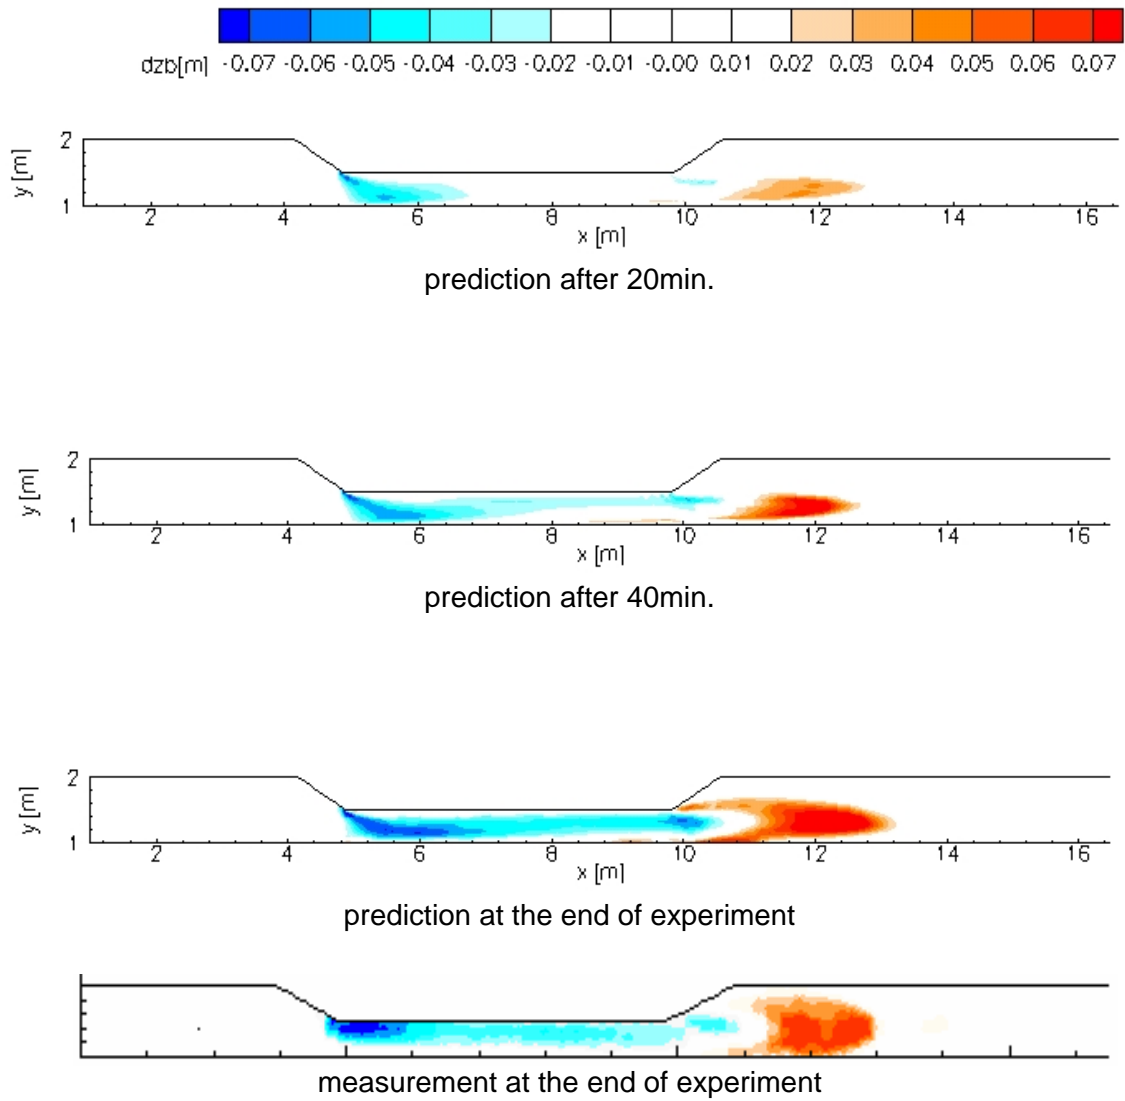 dzb[m] -0.07 -0.06 -0.05 -0.04 -0.03 -0.02 -0.01 -0.00 0.01 0.02 0.03 0.04 0.05 0.06 0.07
2
y [m]
1
2 4 6 8 10 12 14 16
x [m]
prediction after 20min.
2
y [m]
1
2 4 6 8 10 12 14 16
x [m]
prediction after 40min.
2
y [m]
1
2 4 6 8 10 12 14 16
x [m]
prediction at the end of experiment
measurement at the end of experiment